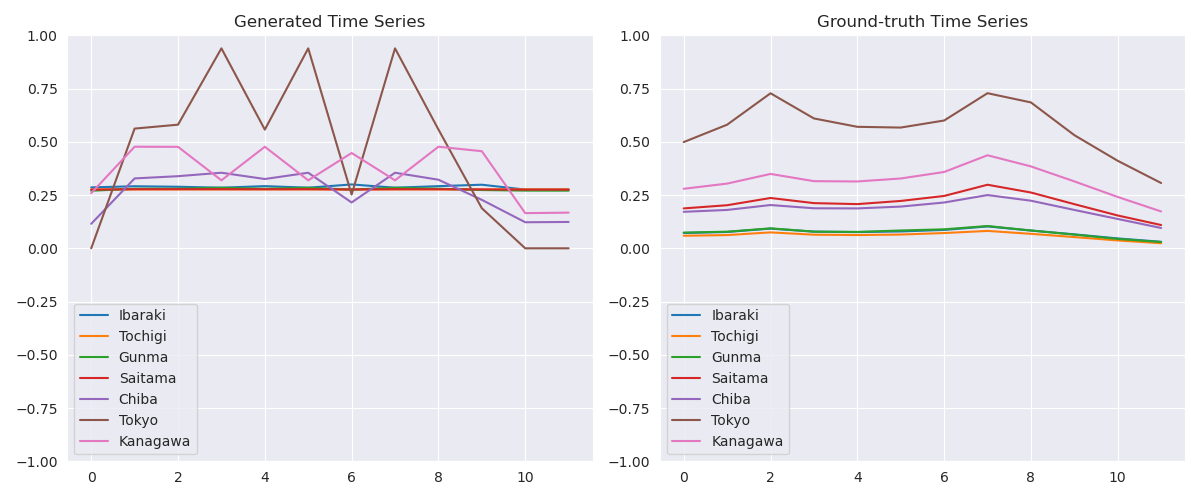 Generated Time Series
1.00
0.75
0.50
0.25
0.00
−0.25
−0.50
−0.75
−1.00
Ibaraki
Tochigi
Gunma
Saitama
Chiba
Tokyo
Kanagawa
0 2 4 6 8 10
Ground-truth Time Series
1.00
0.75
0.50
0.25
0.00
−0.25
−0.50
−0.75
−1.00
Ibaraki
Tochigi
Gunma
Saitama
Chiba
Tokyo
Kanagawa
0 2 4 6 8 10